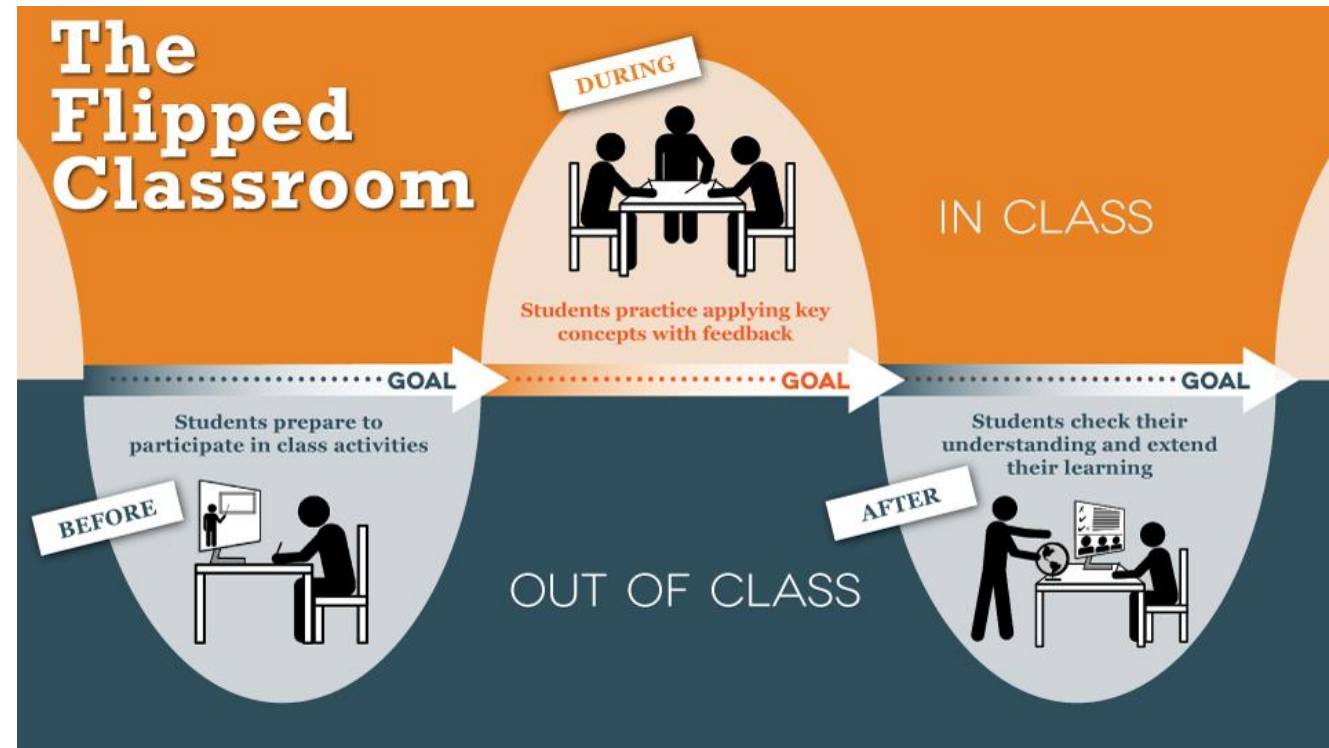 The
Flipped
Classroom
DURING
IN CLASS
Students practice applying key
concepts with feedback
GOAL
GOAL
GOAL
Students prepare to
participate in class activities
BEFORE
Students check their
understanding and extend
their learning
AFTER
OUT OF CLASS